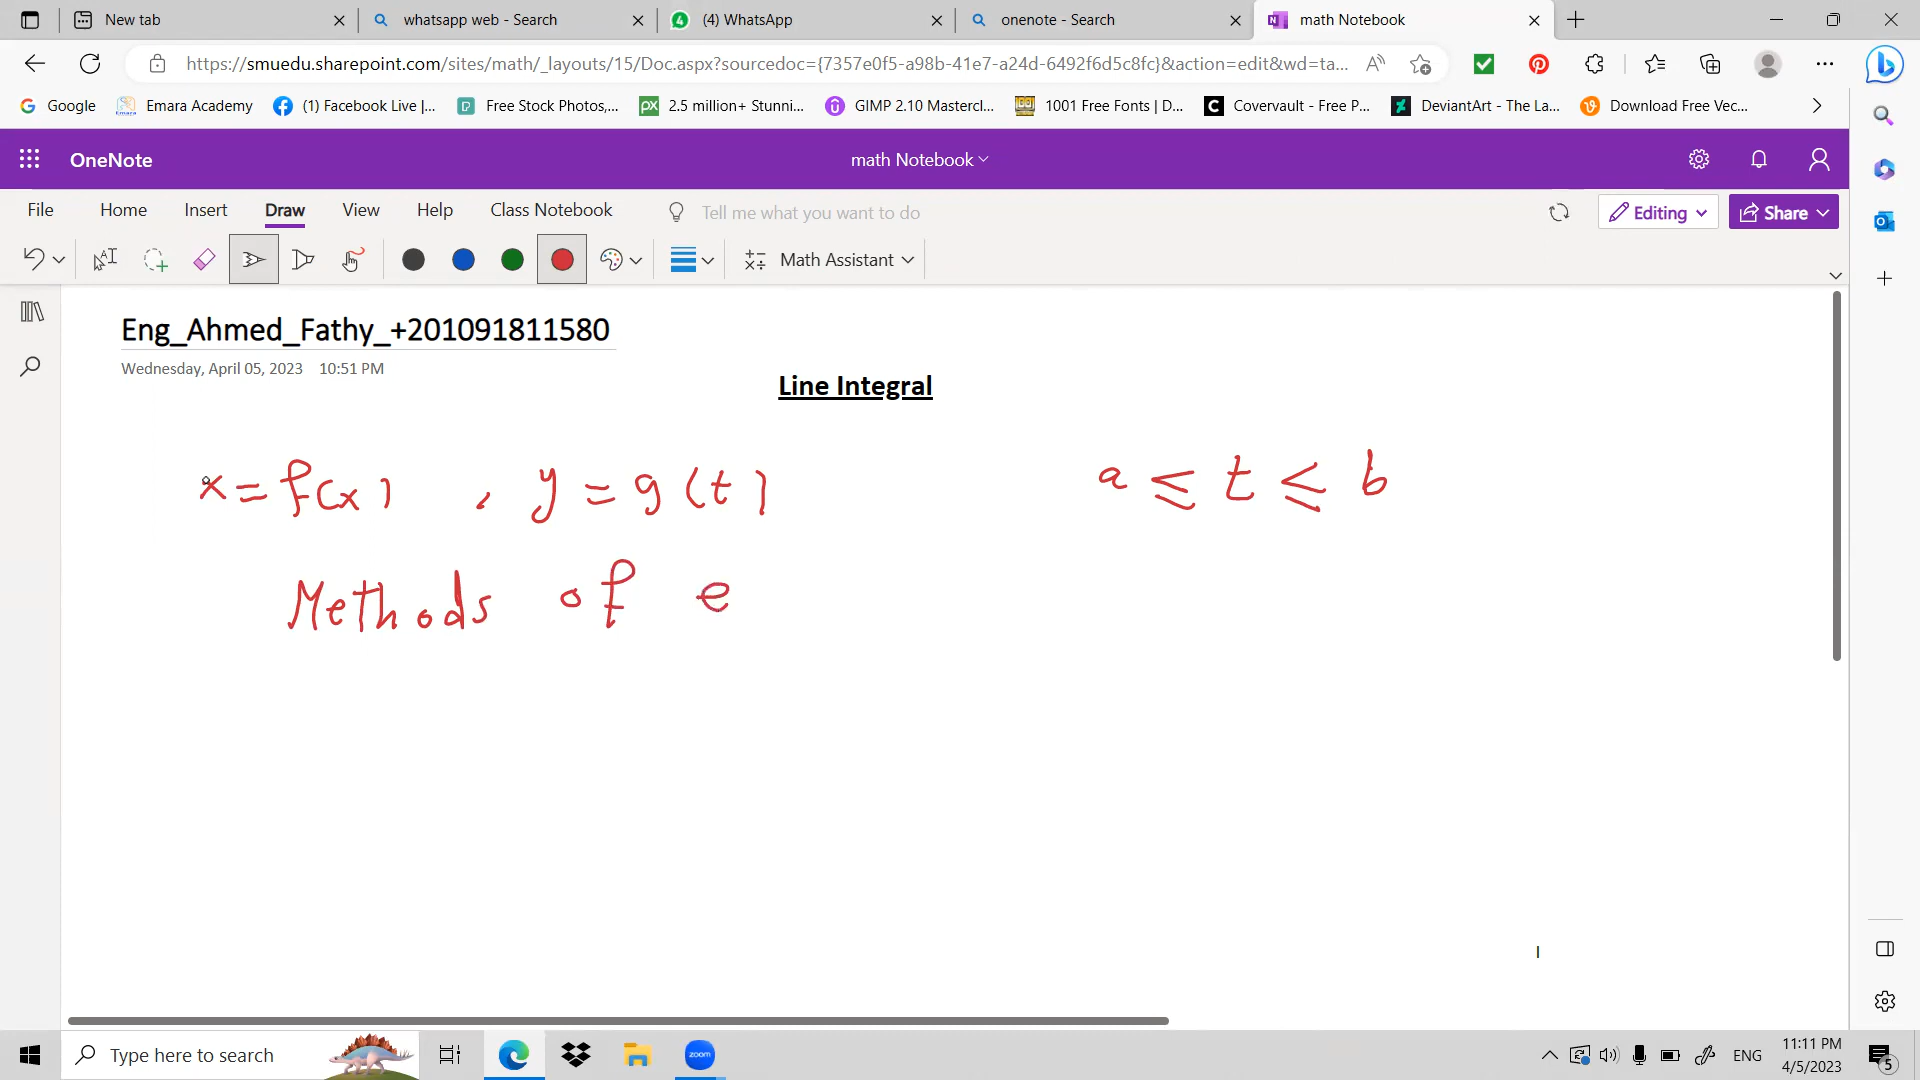 New tab
whatsapp web - Search
(4) WhatsApp
onenote - Search
math Notebook
https://smuedu.sharepoint.com/sites/math/_layouts/15/Doc.aspx?sourcedoc={7357e0f5-a98b-41e7-a24d-6492f6d5c8fc}&action=edit&wd=ta...
Google
Emara Academy
(1) Facebook Live |...
Free Stock Photos,...
2.5 million+ Stunni...
GIMP 2.10 Mastercl...
1001 Free Fonts | D...
Covervault - Free P...
DeviantArt - The La...
Download Free Vec...
OneNote
math Notebook
File Home Insert Draw View Help Class Notebook
Tell me what you want to do
Editing
Share
Math Assistant
Eng_Ahmed_Fathy_+201091811580
Wednesday, April 05, 2023 10:51 PM
Line Integral
x = f(x) , y = g(t) a ≤ t ≤ b
Methods of e
Type here to search
zoom
ENG
11:11 PM
4/5/2023
5